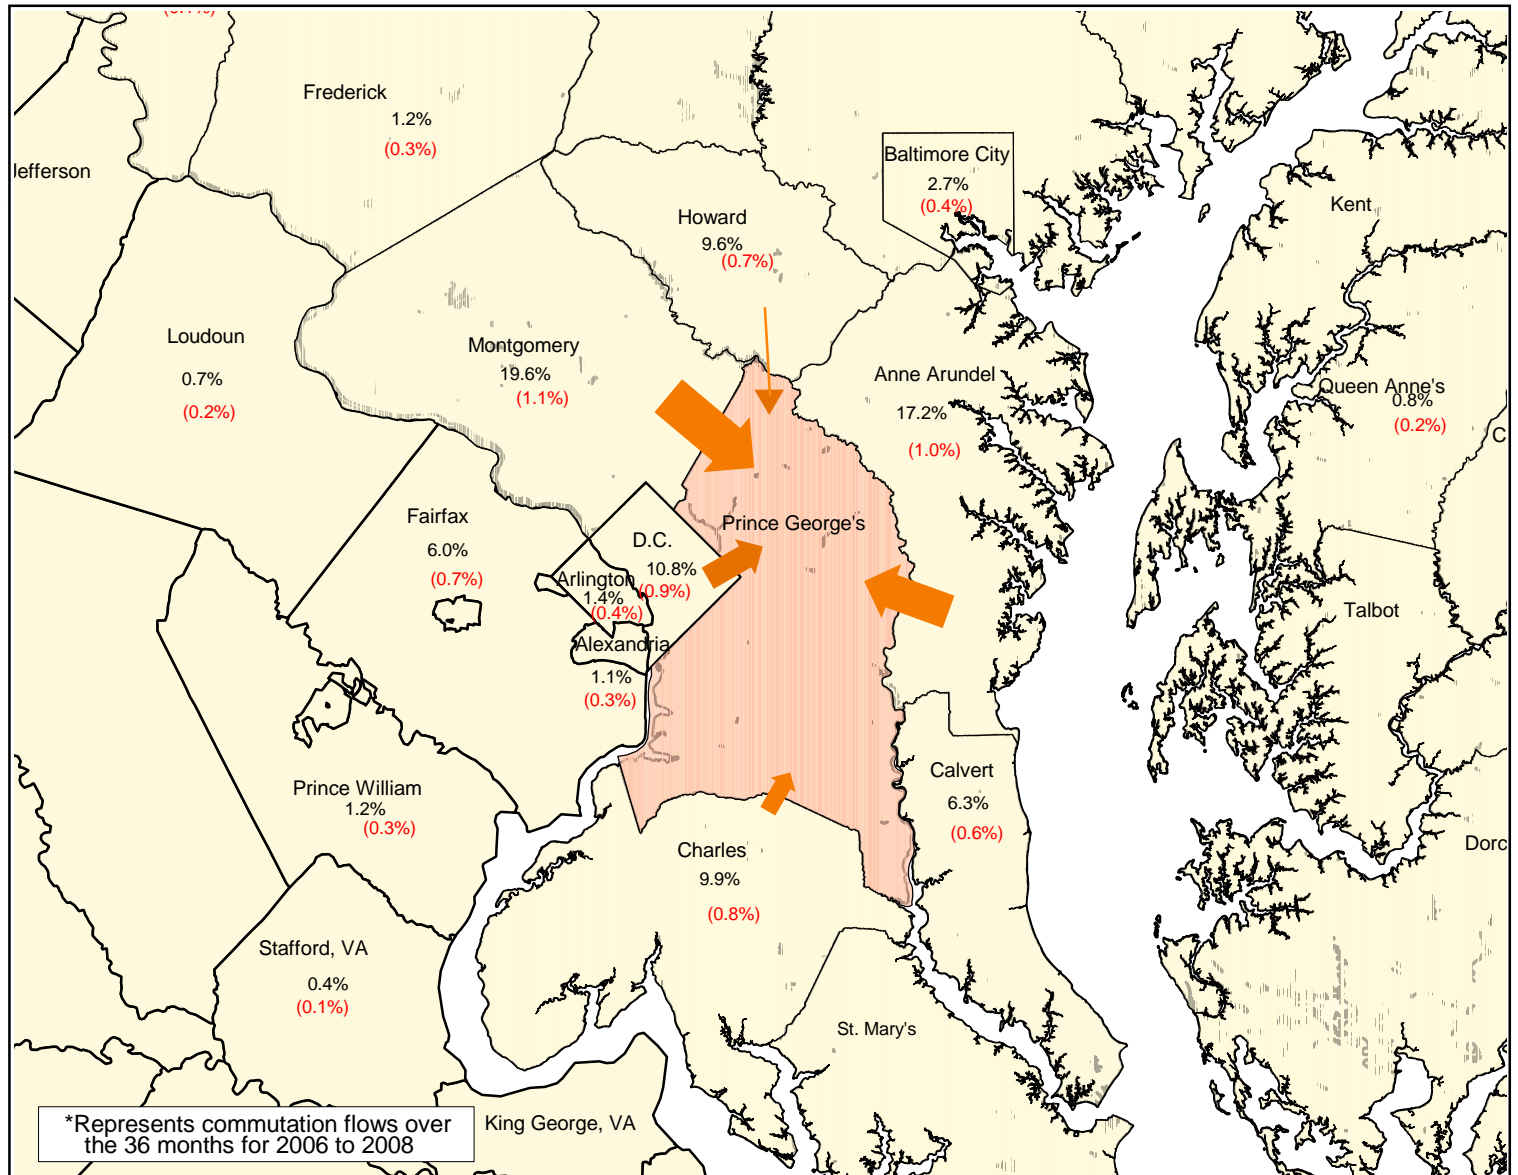 Frederick
1.2%
(0.3%)
Jefferson
Baltimore City
2.7%
(0.4%)
Kent
Howard
9.6%
(0.7%)
Loudoun
0.7%
(0.2%)
Montgomery
19.6%
(1.1%)
Anne Arundel
17.2%
(1.0%)
Queen Anne's
0.8%
(0.2%)
C
Fairfax
6.0%
(0.7%)
D.C.
10.8%
(0.9%)
Prince George's
Arlington
1.4%
(0.4%)
Alexandria
1.1%
(0.3%)
Talbot
Prince William
1.2%
(0.3%)
Calvert
6.3%
(0.6%)
Charles
9.9%
(0.8%)
Dorc
Stafford, VA
0.4%
(0.1%)
St. Mary's
King George, VA
*Represents commutation flows over
the 36 months for 2006 to 2008